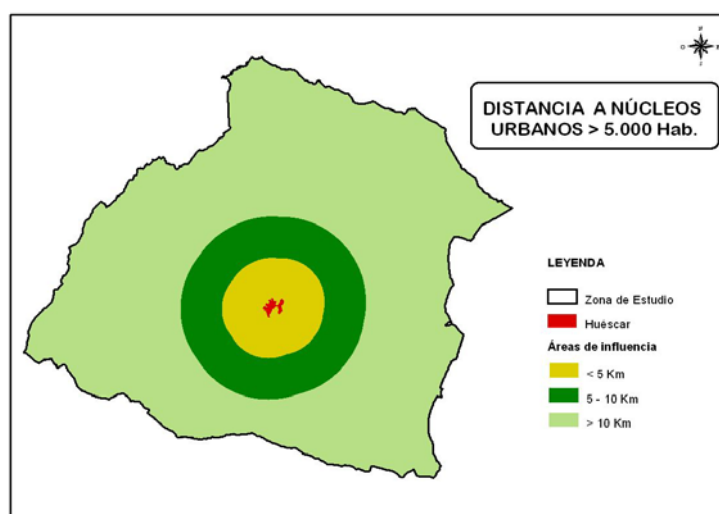 N
O
E
S
DISTANCIA A NÚCLEOS
URBANOS > 5.000 Hab.
LEYENDA
Zona de Estudio
Huéscar
Áreas de influencia
< 5 Km
5 - 10 Km
> 10 Km